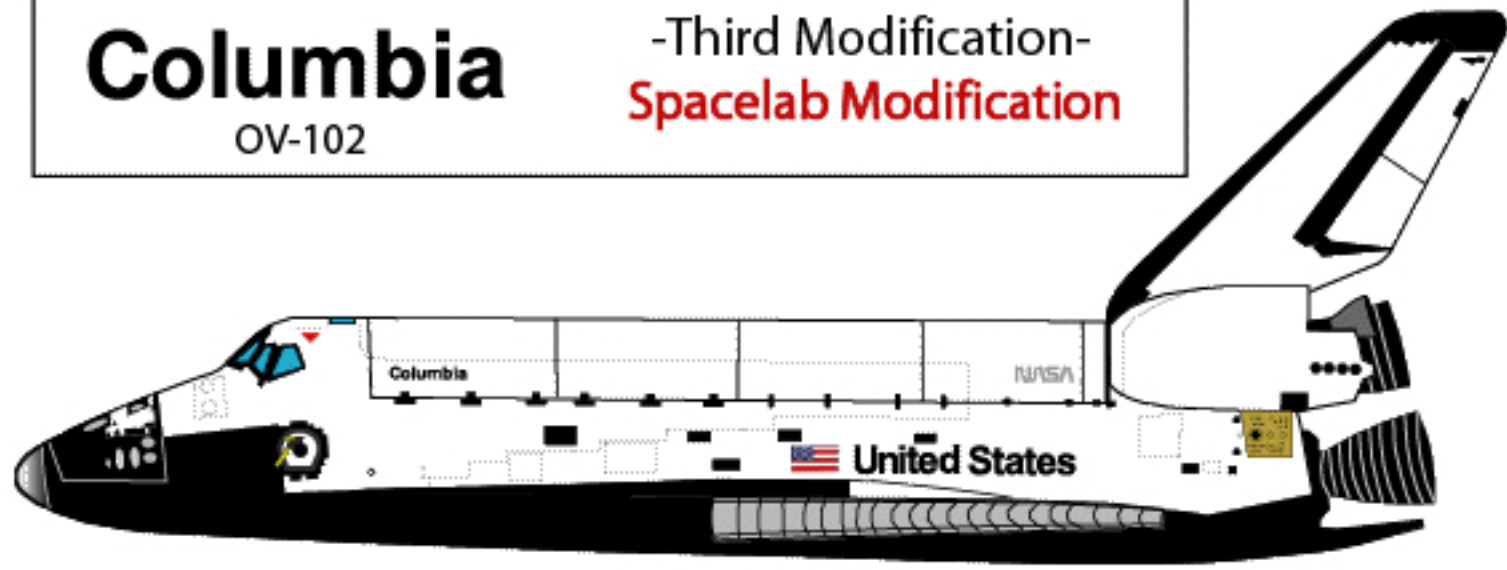 Columbia
OV-102
-Third Modification-
Spacelab Modification
Columbia
NASA
United States